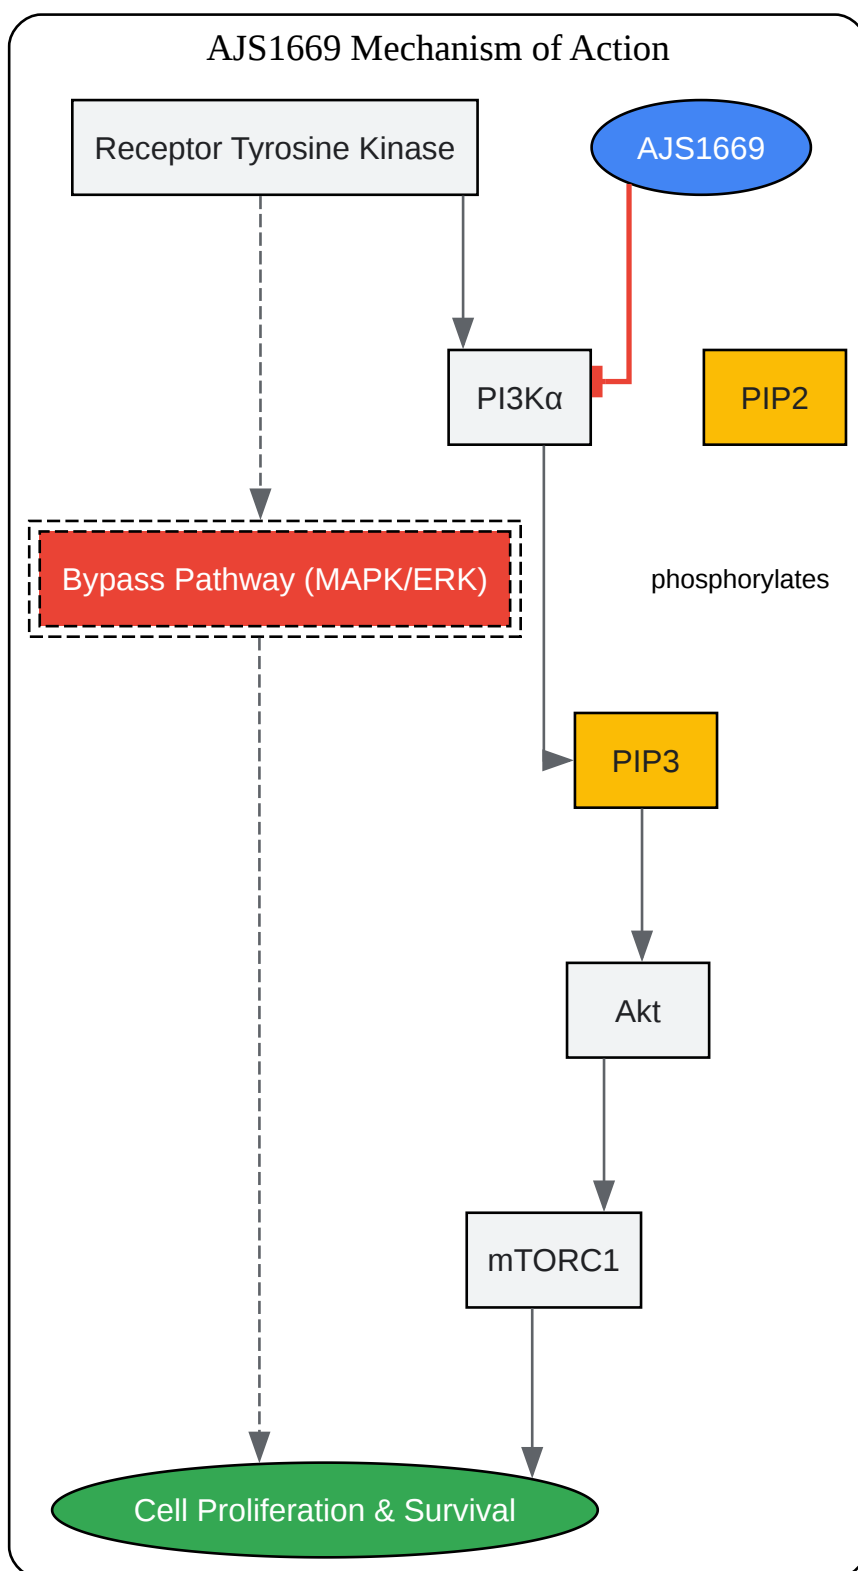 AJS1669 Mechanism of Action
Receptor Tyrosine Kinase
AJS1669
PI3Kα
PIP2
Bypass Pathway (MAPK/ERK)
phosphorylates
PIP3
Akt
mTORC1
Cell Proliferation & Survival